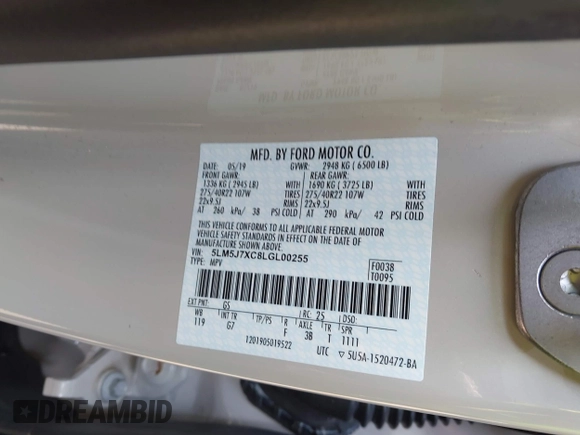 MFD. BY FORD MOTOR CO.
DATE: 05/19 GVWR: 2948 KG ( 6500 LB)
FRONT GAWR: REAR GAWR:
1336 KG ( 2945 LB) 1690 KG ( 3725 LB)
275/40R22 107W TIRES 275/40R22 107W TIRES
22x9.5J RIMS 22x9.5J RIMS
AT 260 kPa/ 38 PSI COLD AT 290 kPa/ 42 PSI COLD
THIS VEHICLE CONFORMS TO ALL APPLICABLE FEDERAL MOTOR
VEHICLE SAFETY STANDARDS IN EFFECT ON THE DATE OF
MANUFACTURE SHOWN ABOVE.
VIN: 5LM5J7XC8LGL00255 F0038
TYPE: MPV T0095
EXT PNT: G5 RC: 25 DSO:
WB INT TR TP/PS R AXLE TR SPR
119 G7 F 3B T 1111
1201905019522
UTC ▽ 5U5A-1520472-BA
DREAMBID